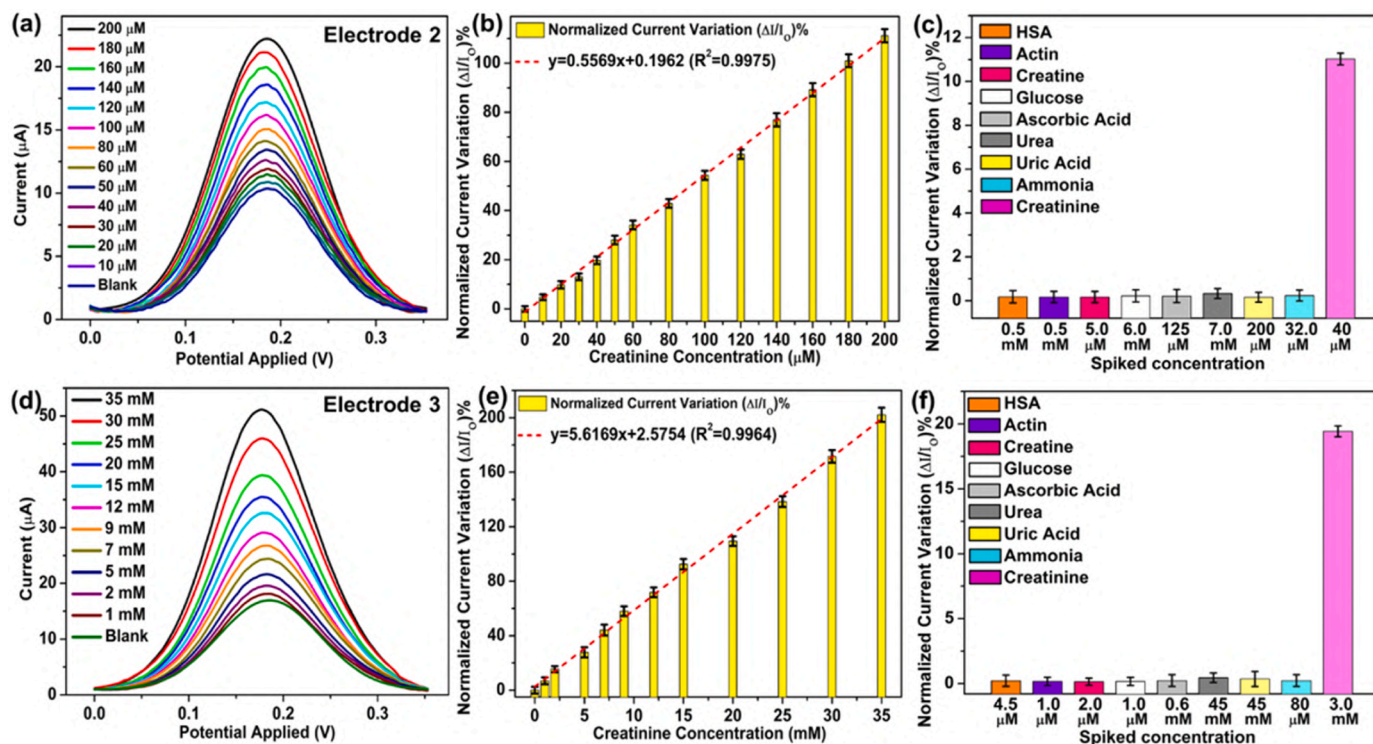 (a)
200 μM
180 μM
160 μM
140 μM
120 μM
100 μM
80 μM
60 μM
50 μM
40 μM
30 μM
20 μM
10 μM
Blank
Electrode 2
Current (μA)
20
15
10
5
0
0.0 0.1 0.2 0.3
Potential Applied (V)
(b)
Normalized Current Variation (ΔI/I₀)%
y=0.5569x+0.1962 (R²=0.9975)
Normalized Current Variation (ΔI/I₀)%
100
80
60
40
20
0
0 20 40 60 80 100 120 140 160 180 200
Creatinine Concentration (μM)
(c)
HSA
Actin
Creatine
Glucose
Ascorbic Acid
Urea
Uric Acid
Ammonia
Creatinine
Normalized Current Variation (ΔI/I₀)%
12
10
8
6
4
2
0
0.5 0.5 5.0 6.0 125 7.0 200 32.0 40
mM mM μM mM μM mM μM μM μM
Spiked concentration
(d)
35 mM
30 mM
25 mM
20 mM
15 mM
12 mM
9 mM
7 mM
5 mM
2 mM
1 mM
Blank
Electrode 3
Current (μA)
50
40
30
20
10
0
0.0 0.1 0.2 0.3
Potential Applied (V)
(e)
Normalized Current Variation (ΔI/I₀)%
y=5.6169x+2.5754 (R²=0.9964)
Normalized Current Variation (ΔI/I₀)%
200
160
120
80
40
0
0 5 10 15 20 25 30 35
Creatinine Concentration (mM)
(f)
HSA
Actin
Creatine
Glucose
Ascorbic Acid
Urea
Uric Acid
Ammonia
Creatinine
Normalized Current Variation (ΔI/I₀)%
20
15
10
5
0
4.5 1.0 2.0 1.0 0.6 45 45 80 3.0
μM μM μM μM mM mM mM μM mM
Spiked concentration